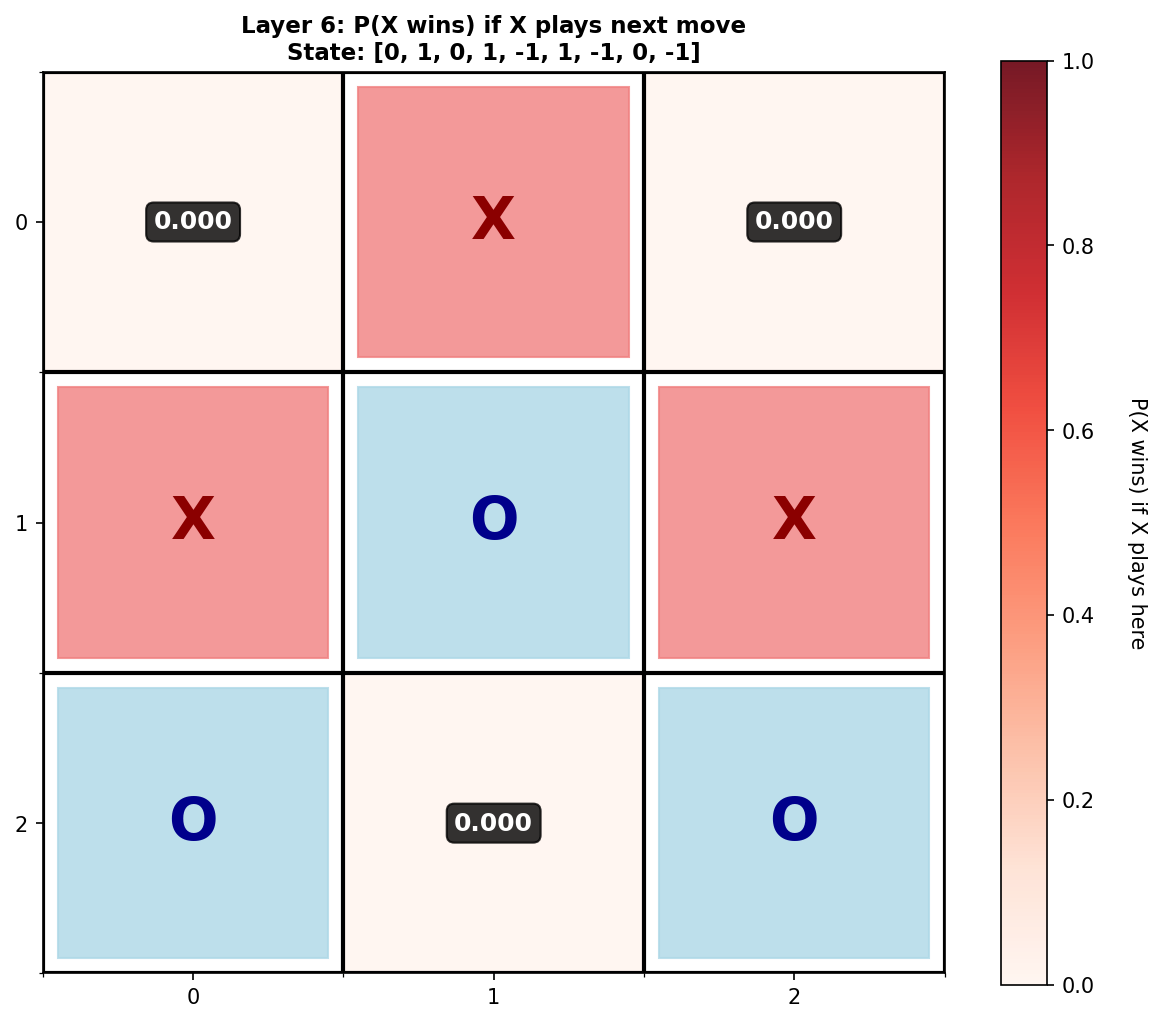 Layer 6: P(X wins) if X plays next move
State: [0, 1, 0, 1, -1, 1, -1, 0, -1]
0
0.000
X
0.000
1
X
O
X
2
O
0.000
O
0
1
2
1.0
0.8
0.6
0.4
0.2
0.0
P(X wins) if X plays here